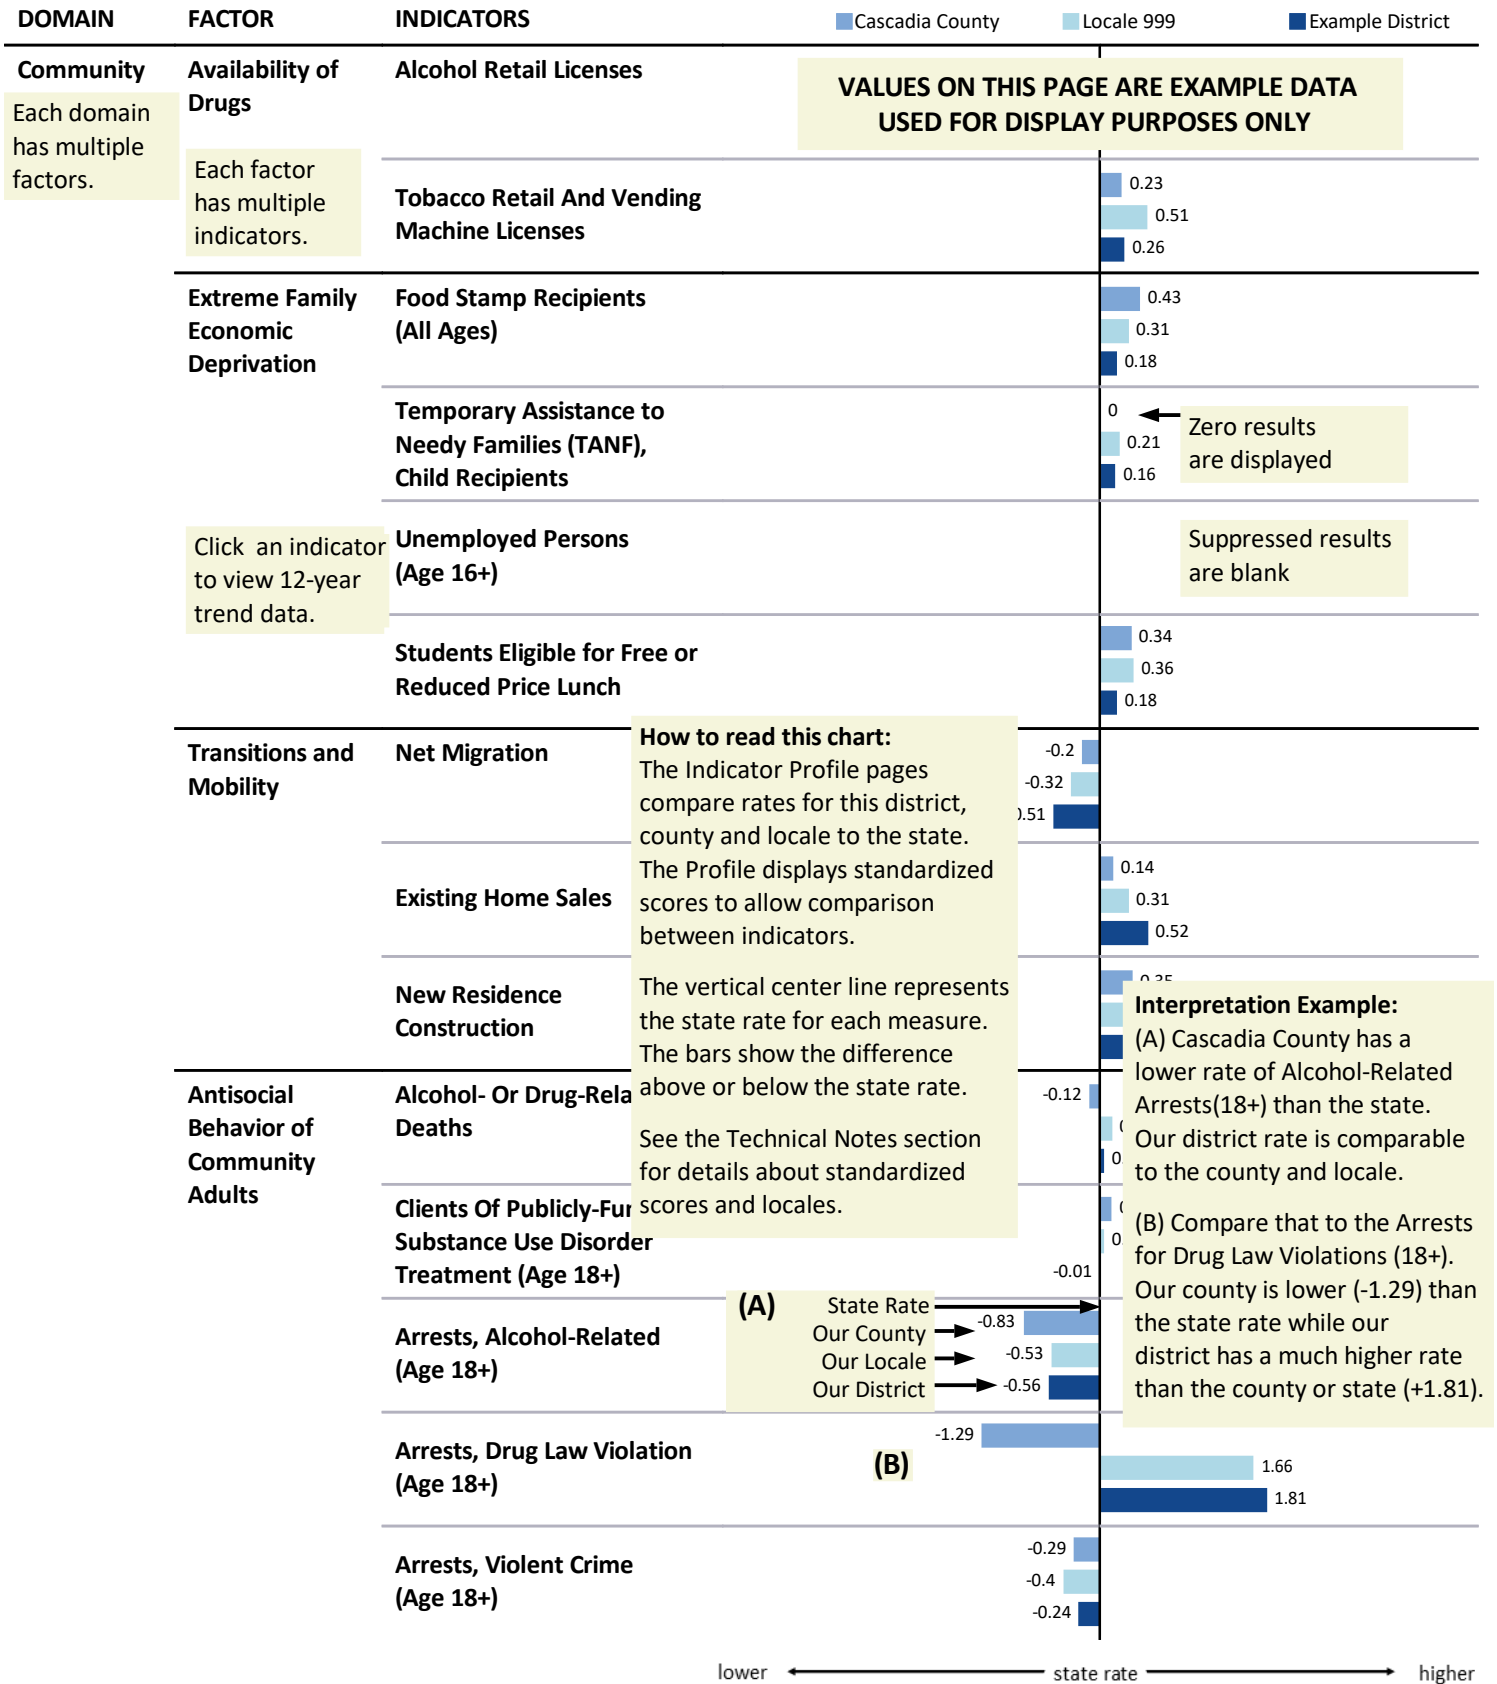 DOMAIN FACTOR INDICATORS Cascadia County Locale 999 Example District
Community
Each domain
has multiple
factors.
Availability of
Drugs
Each factor
has multiple
indicators.
Alcohol Retail Licenses
VALUES ON THIS PAGE ARE EXAMPLE DATA
USED FOR DISPLAY PURPOSES ONLY
Tobacco Retail And Vending
Machine Licenses
0.23
0.51
0.26
Extreme Family
Economic
Deprivation
Food Stamp Recipients
(All Ages)
0.43
0.31
0.18
Temporary Assistance to
Needy Families (TANF),
Child Recipients
0
0.21
0.16
Zero results
are displayed
Click an indicator
to view 12-year
trend data.
Unemployed Persons
(Age 16+)
Suppressed results
are blank
Students Eligible for Free or
Reduced Price Lunch
0.34
0.36
0.18
Transitions and
Mobility
Net Migration
-0.2
-0.32
.51
How to read this chart:
The Indicator Profile pages
compare rates for this district,
county and locale to the state.
The Profile displays standardized
scores to allow comparison
between indicators.
The vertical center line represents
the state rate for each measure.
The bars show the difference
above or below the state rate.
See the Technical Notes section
for details about standardized
scores and locales.
Existing Home Sales
0.14
0.31
0.52
New Residence
Construction
Interpretation Example:
(A) Cascadia County has a
lower rate of Alcohol-Related
Arrests(18+) than the state.
Our district rate is comparable
to the county and locale.
(B) Compare that to the Arrests
for Drug Law Violations (18+).
Our county is lower (-1.29) than
the state rate while our
district has a much higher rate
than the county or state (+1.81).
Antisocial
Behavior of
Community
Adults
Alcohol- Or Drug-Rela
Deaths
-0.12
Clients Of Publicly-Fu
Substance Use Disorder
Treatment (Age 18+)
-0.01
Arrests, Alcohol-Related
(Age 18+)
(A) State Rate
Our County -0.83
Our Locale -0.53
Our District -0.56
Arrests, Drug Law Violation
(Age 18+)
-1.29
(B)
1.66
1.81
Arrests, Violent Crime
(Age 18+)
-0.29
-0.4
-0.24
lower state rate higher